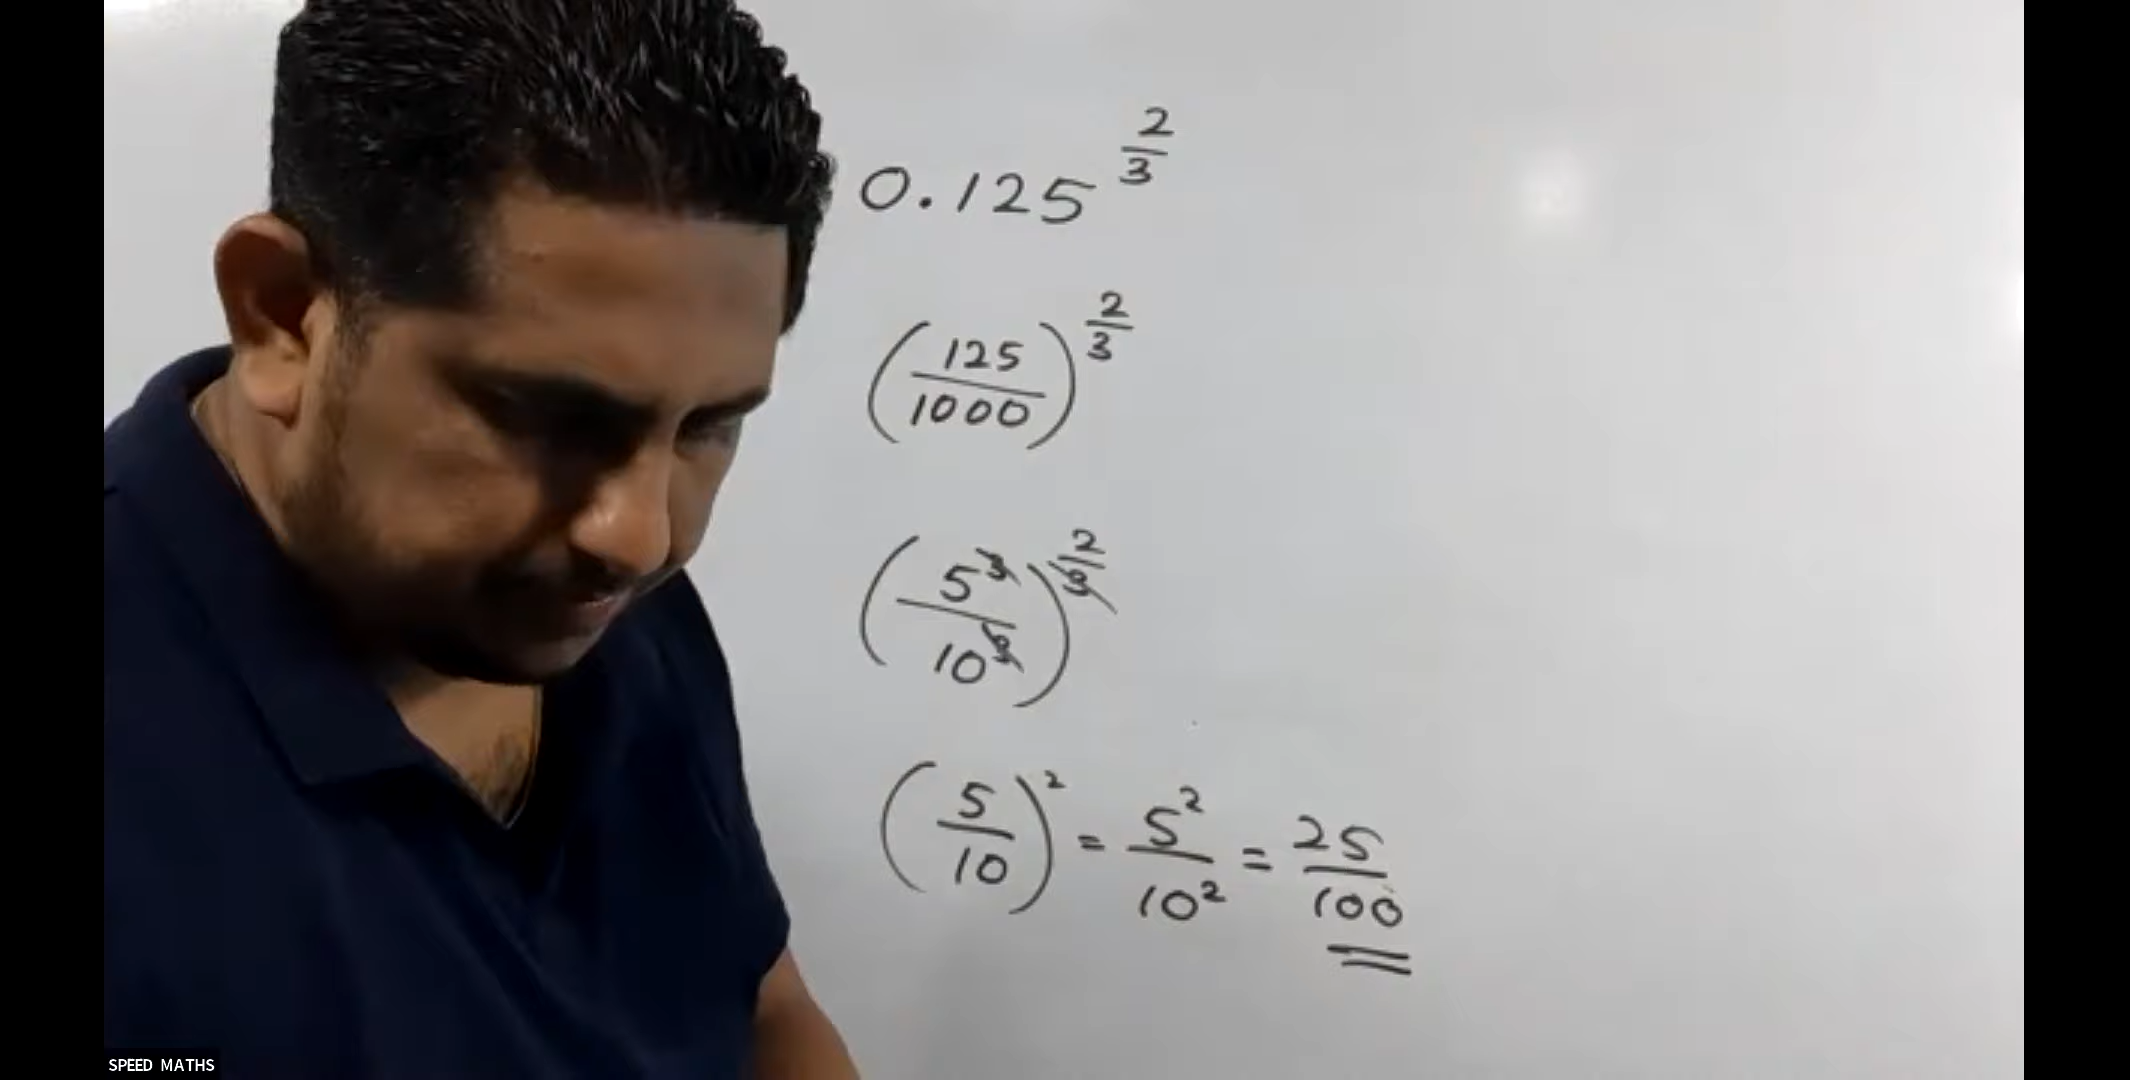 0.125^(2/3)
(125/1000)^(2/3)
(5^3/10^3)^(2/3)
(5/10)^2 = 5^2/10^2 = 25/100
SPEED MATHS